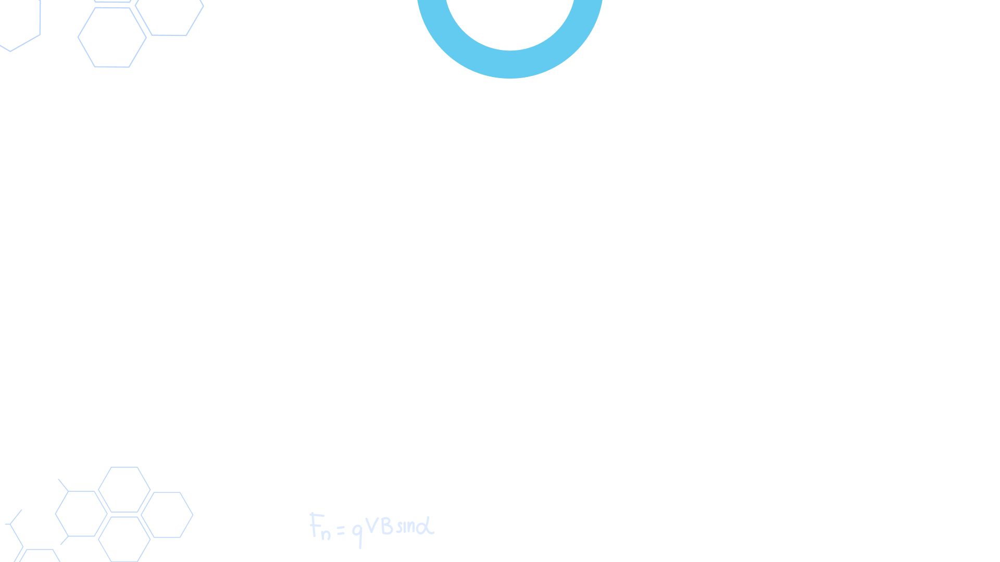 Fn = qVBsinα